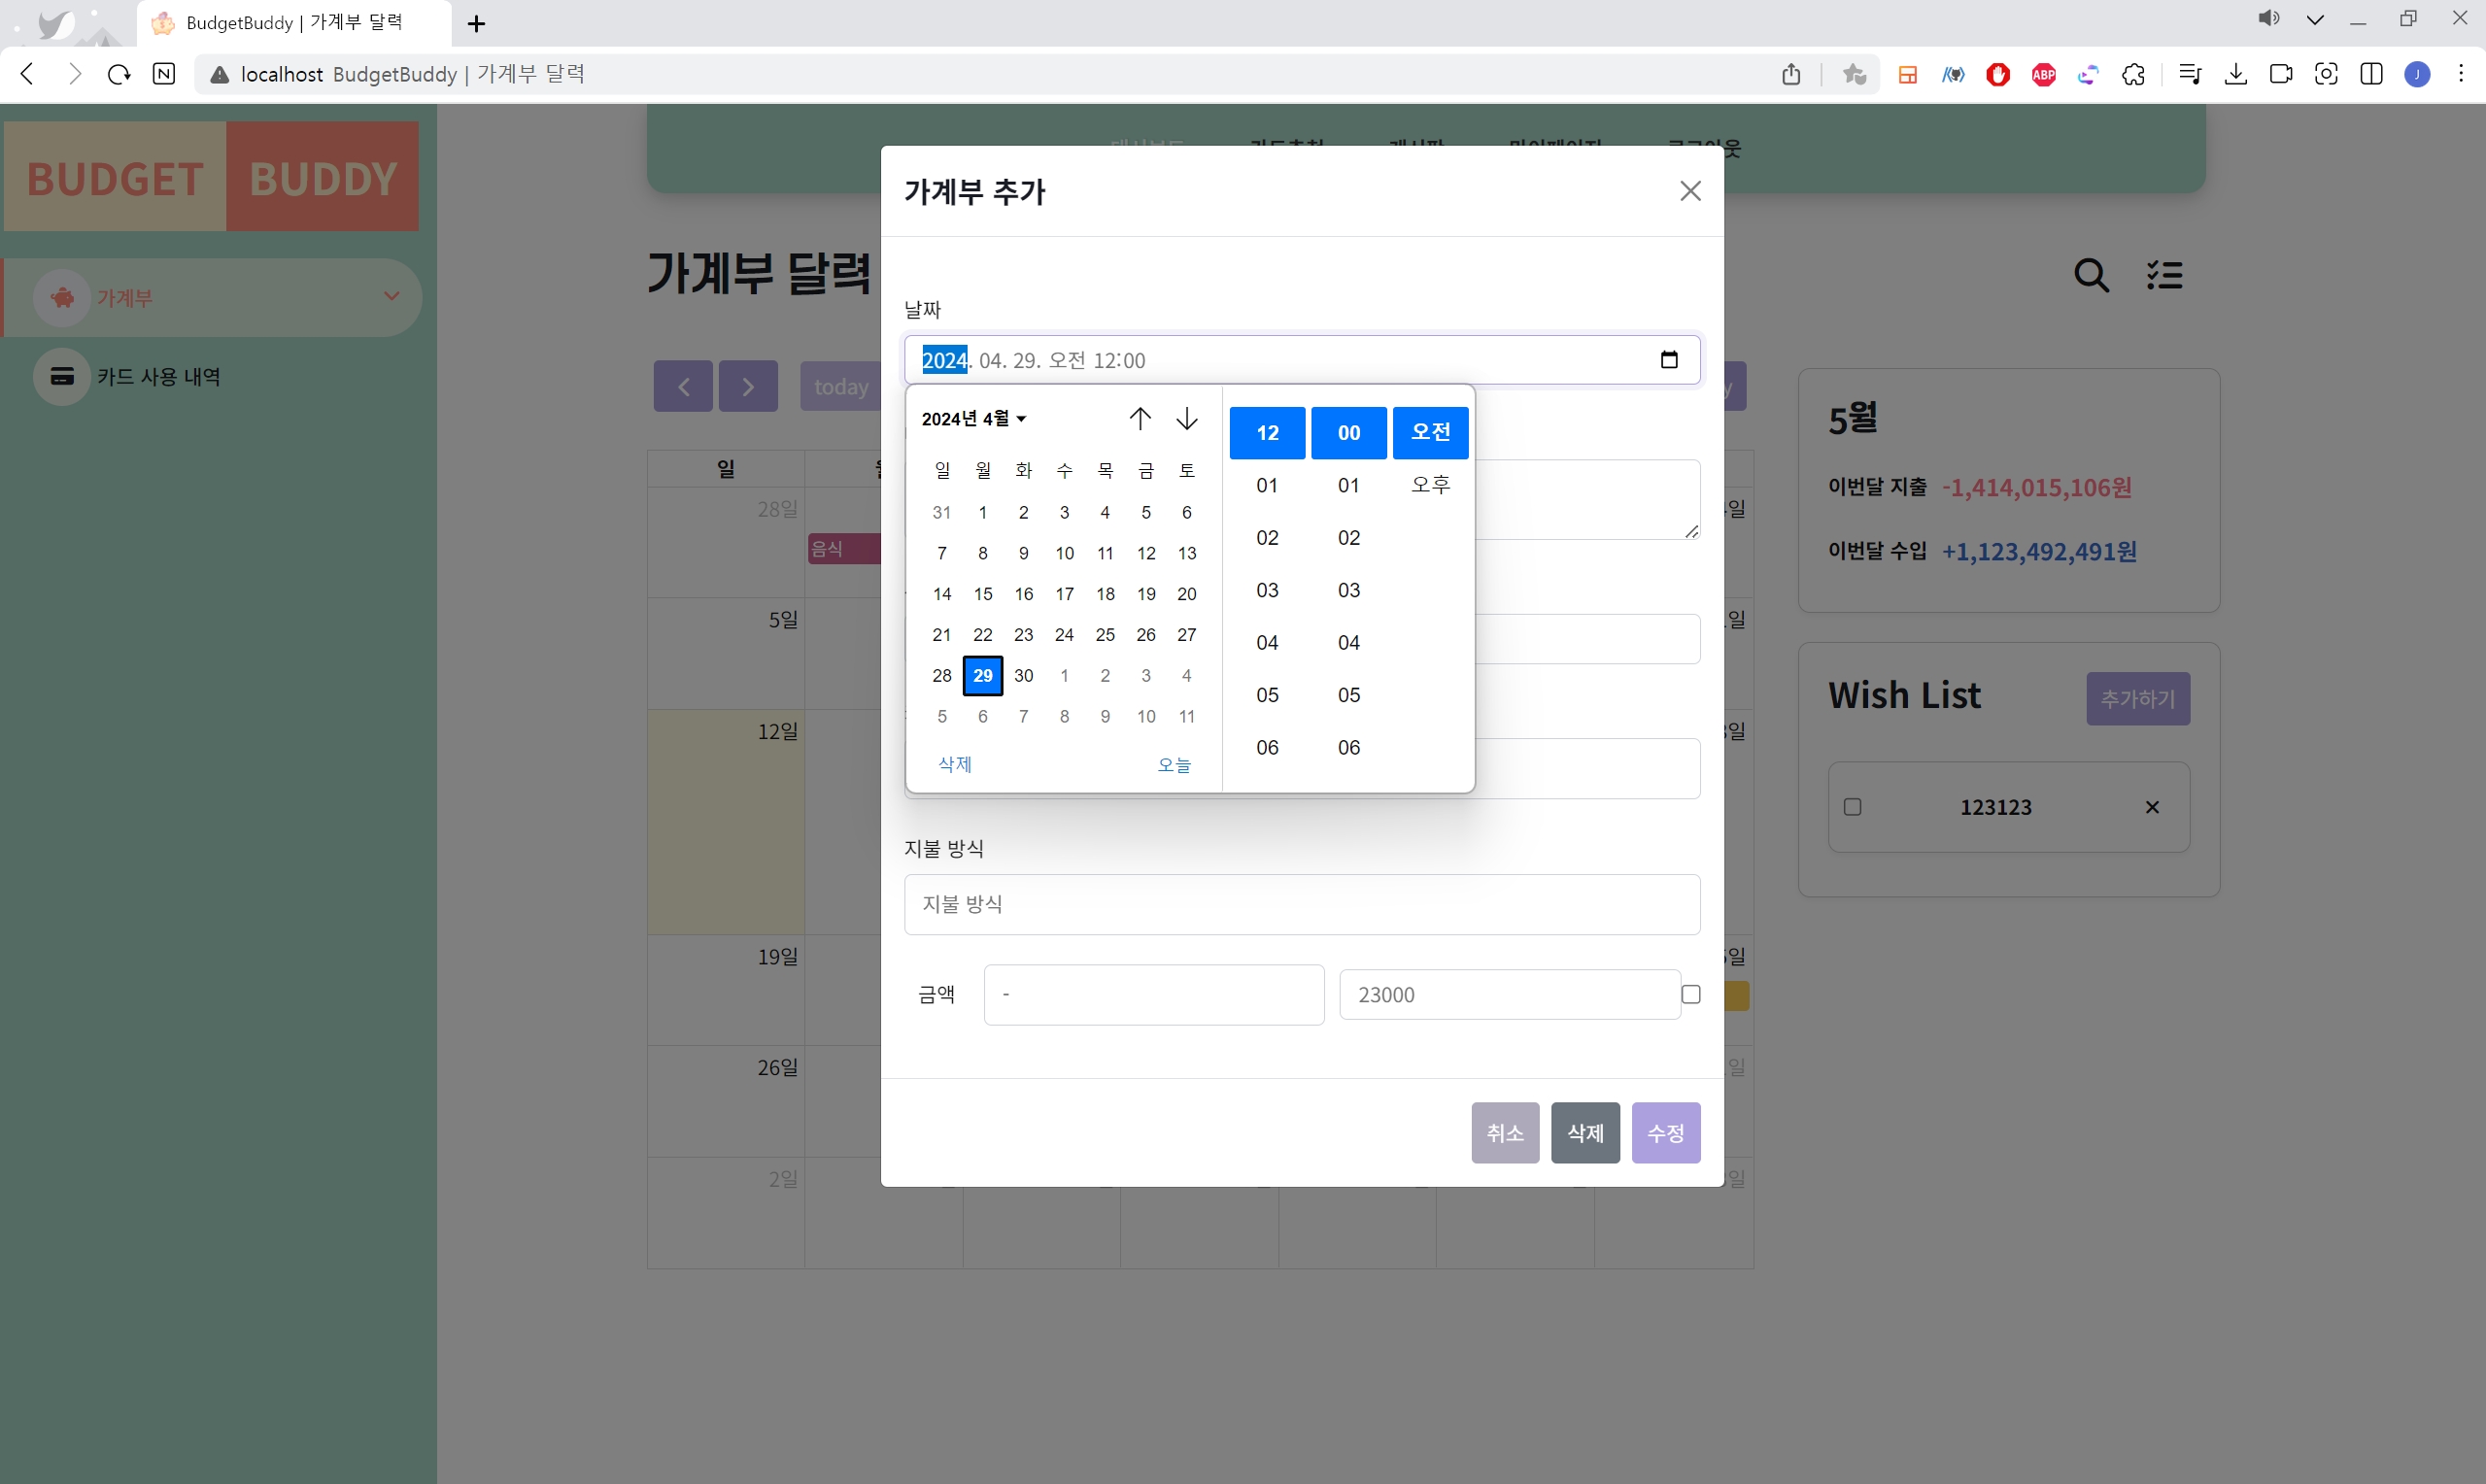 BudgetBuddy | 가계부 달력
localhost BudgetBuddy | 가계부 달력
ABP
J
BUDGET BUDDY
가계부
카드 사용 내역
가계부 달력
today
일
28일
음식
5일
12일
19일
26일
2일
가계부 추가
날짜
2024. 04. 29. 오전 12:00
2024년 4월
일 월 화 수 목 금 토
31 1 2 3 4 5 6
7 8 9 10 11 12 13
14 15 16 17 18 19 20
21 22 23 24 25 26 27
28 29 30 1 2 3 4
5 6 7 8 9 10 11
삭제 오늘
12 00 오전
01 01 오후
02 02
03 03
04 04
05 05
06 06
지불 방식
지불 방식
금액 - 23000
취소 삭제 수정
5월
이번달 지출 -1,414,015,106원
이번달 수입 +1,123,492,491원
Wish List 추가하기
123123